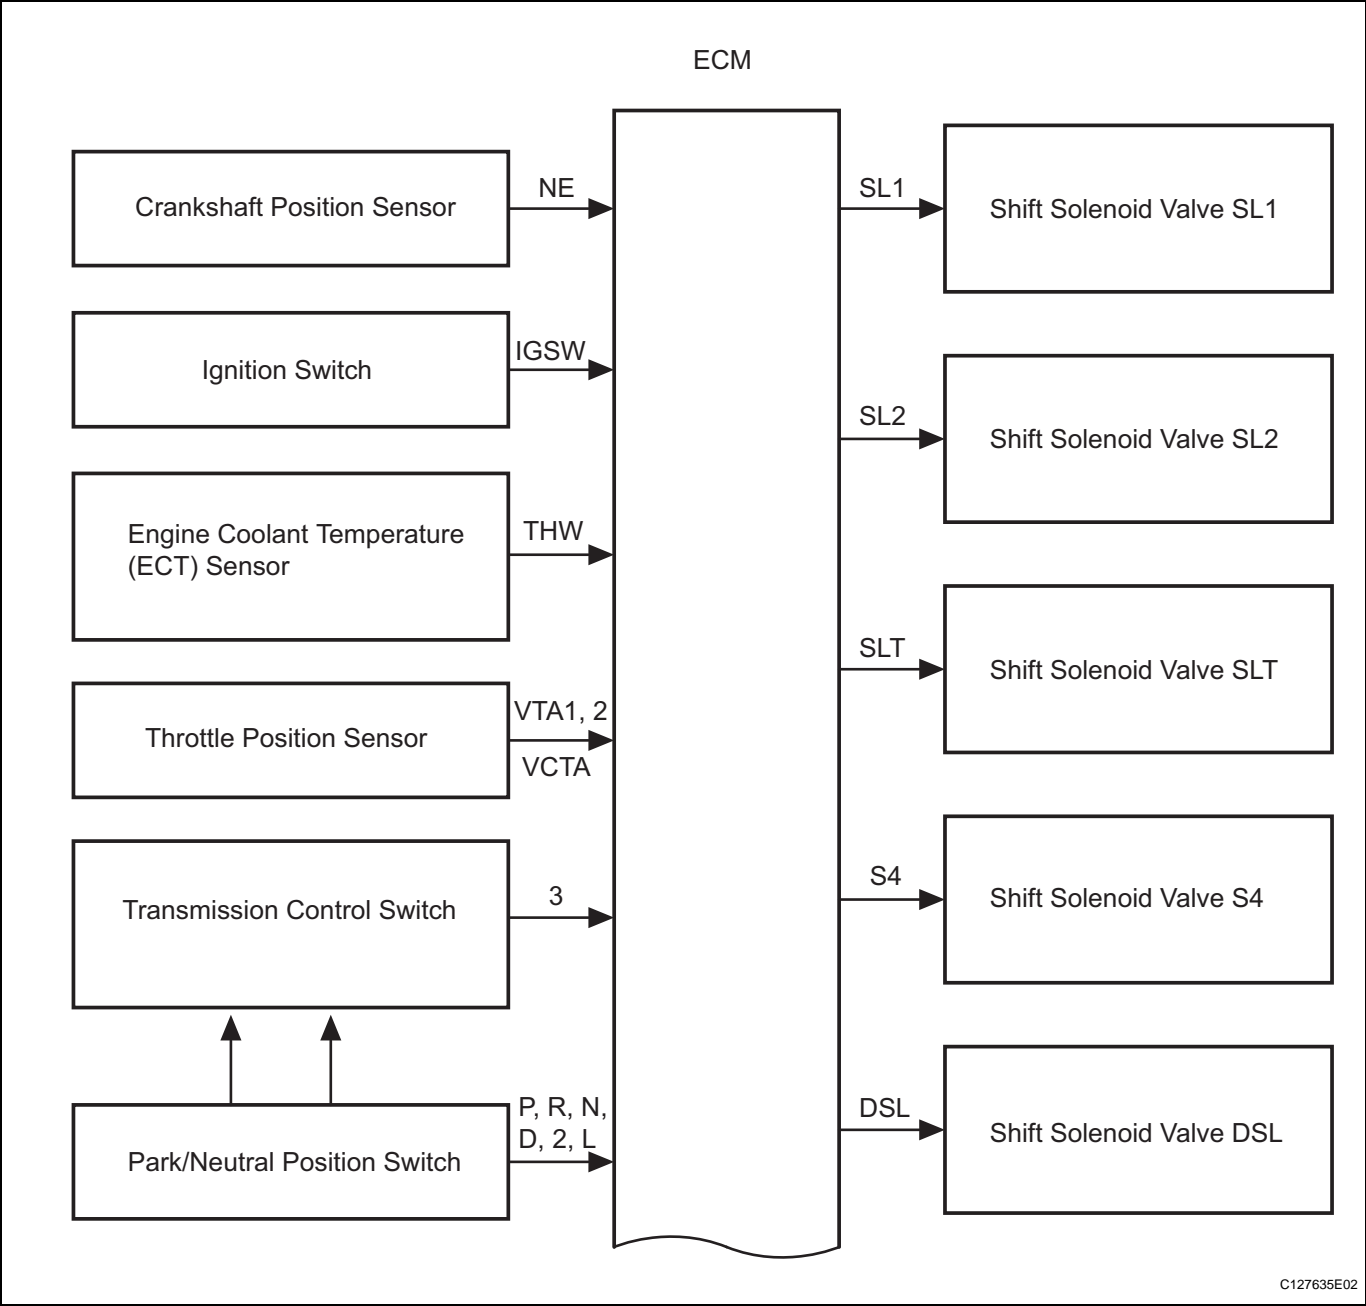 ECM
Crankshaft Position Sensor
NE
SL1
Shift Solenoid Valve SL1
Ignition Switch
IGSW
SL2
Shift Solenoid Valve SL2
Engine Coolant Temperature
(ECT) Sensor
THW
SLT
Shift Solenoid Valve SLT
Throttle Position Sensor
VTA1, 2
VCTA
S4
Shift Solenoid Valve S4
Transmission Control Switch
3
DSL
Shift Solenoid Valve DSL
Park/Neutral Position Switch
P, R, N,
D, 2, L
C127635E02